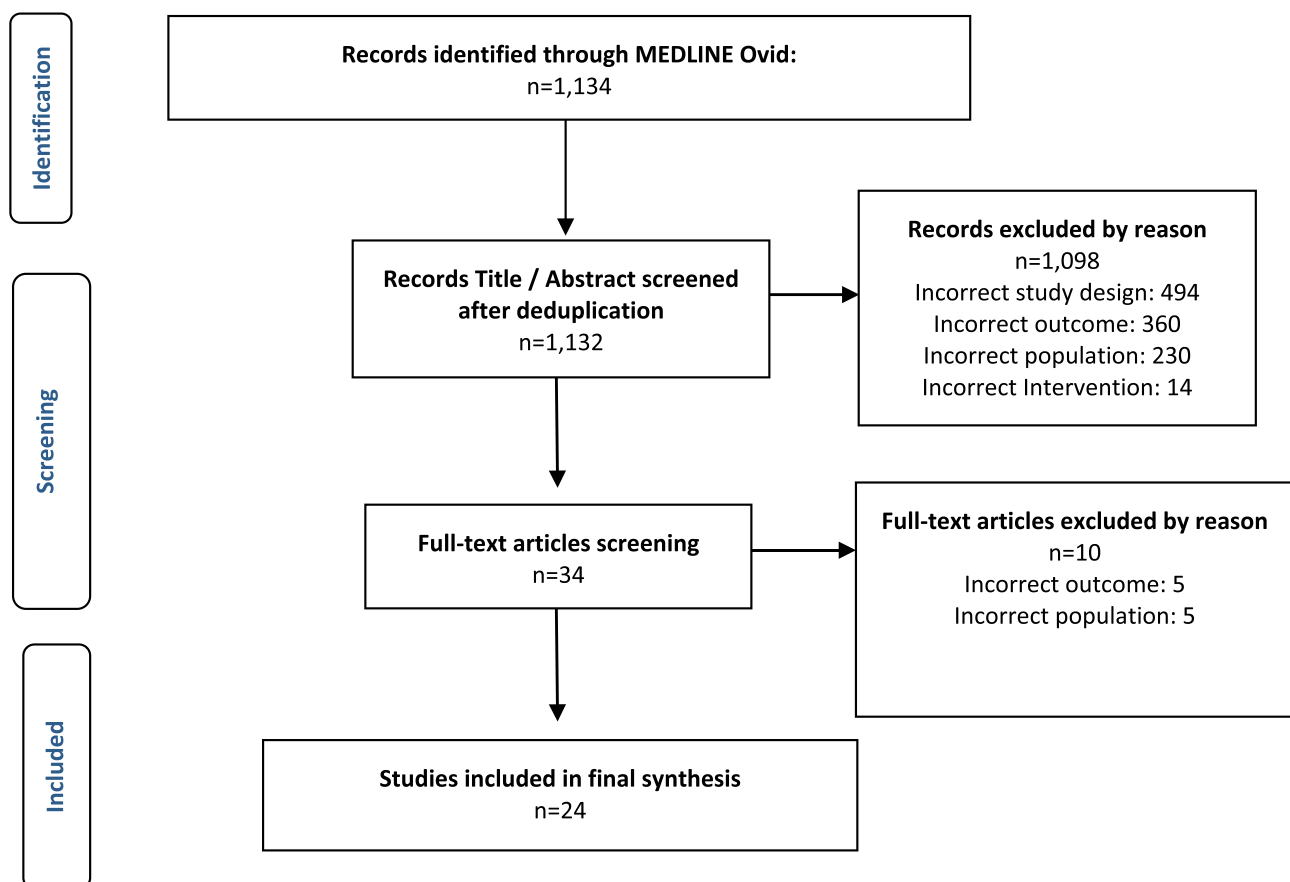 Identification
Records identified through MEDLINE Ovid:
n=1,134
Records excluded by reason
n=1,098
Incorrect study design: 494
Incorrect outcome: 360
Incorrect population: 230
Incorrect Intervention: 14
Records Title / Abstract screened
after deduplication
n=1,132
Screening
Full-text articles screening
n=34
Full-text articles excluded by reason
n=10
Incorrect outcome: 5
Incorrect population: 5
Included
Studies included in final synthesis
n=24